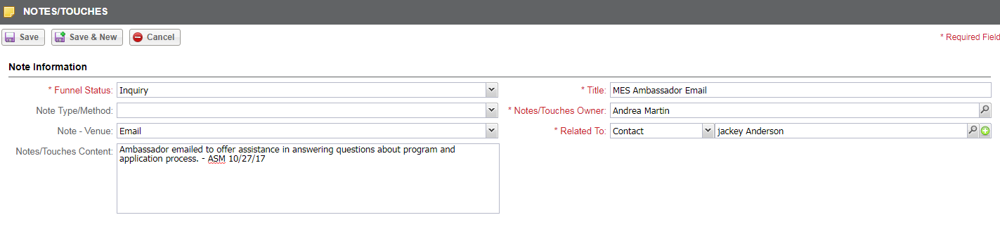 NOTES/TOUCHES
Save Save & New Cancel * Required Field
Note Information
* Funnel Status: Inquiry * Title: MES Ambassador Email
Note Type/Method: * Notes/Touches Owner: Andrea Martin
Note - Venue: Email * Related To: Contact jackey Anderson
Notes/Touches Content: Ambassador emailed to offer assistance in answering questions about program and
application process. - ASM 10/27/17